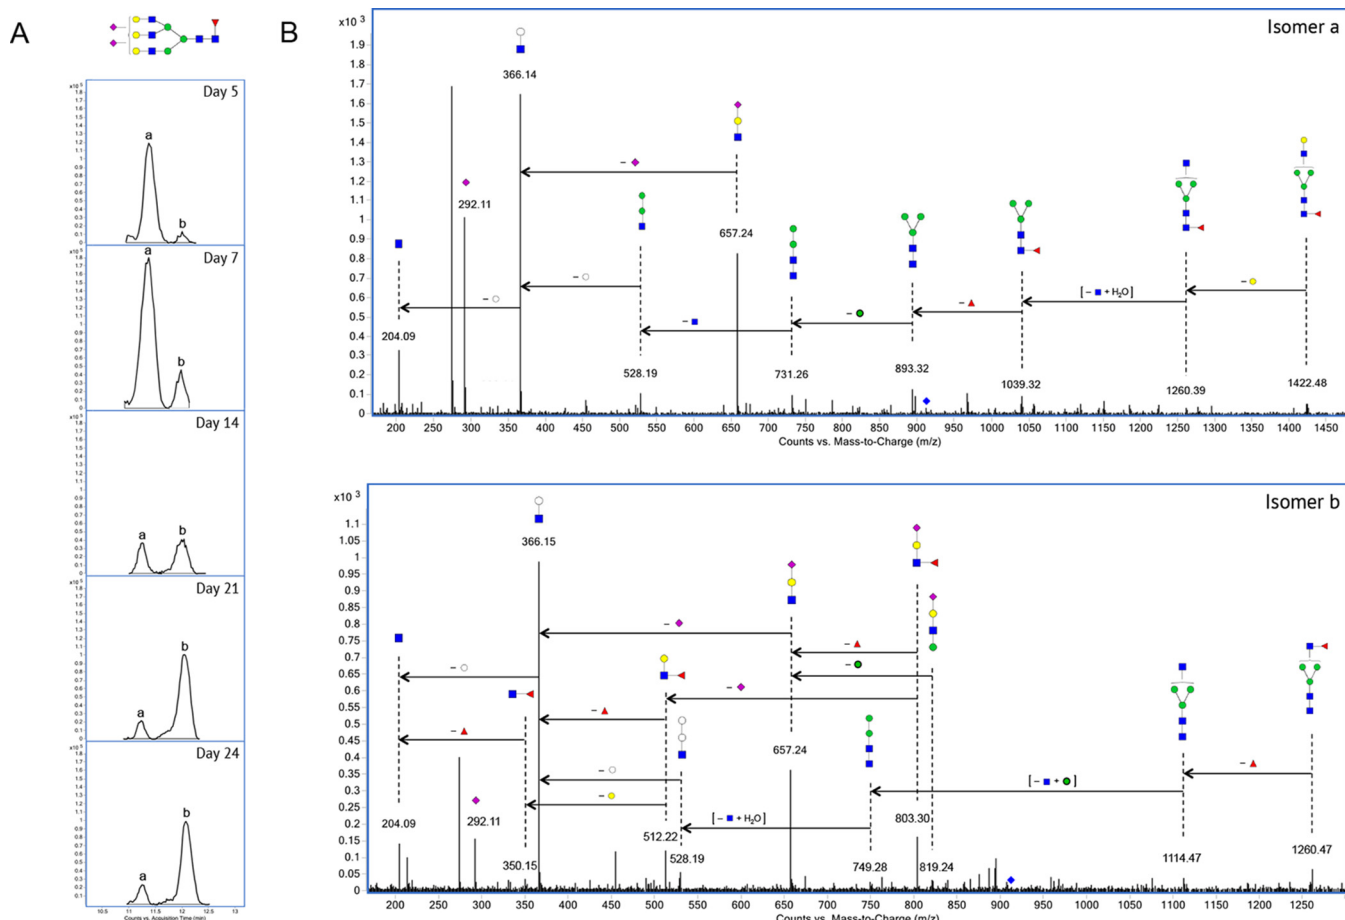 A
B
Day 5
a
b
Day 7
a
b
Day 14
a
b
Day 21
a
b
Day 24
a
b
10.5 11 11.5 12 12.5 13
Counts vs. Acquisition Time (min)
Isomer a
x10 3
1.9
1.8
1.7
1.6
1.5
1.4
1.3
1.2
1.1
1
0.9
0.8
0.7
0.6
0.5
0.4
0.3
0.2
0.1
0
366.14
292.11
657.24
204.09
528.19
731.26
893.32
1039.32
1260.39
1422.48
[ - + H₂O ]
200 250 300 350 400 450 500 550 600 650 700 750 800 850 900 950 1000 1050 1100 1150 1200 1250 1300 1350 1400 1450
Counts vs. Mass-to-Charge (m/z)
Isomer b
x10 3
1.1
1.05
1
0.95
0.9
0.85
0.8
0.75
0.7
0.65
0.6
0.55
0.5
0.45
0.4
0.35
0.3
0.25
0.2
0.15
0.1
0.05
0
366.15
657.24
204.09
292.11
350.15
512.22
528.19
749.28
803.30
819.24
1114.47
1260.47
[ - + H₂O ]
[ - + ]
200 250 300 350 400 450 500 550 600 650 700 750 800 850 900 950 1000 1050 1100 1150 1200 1250 1300
Counts vs. Mass-to-Charge (m/z)